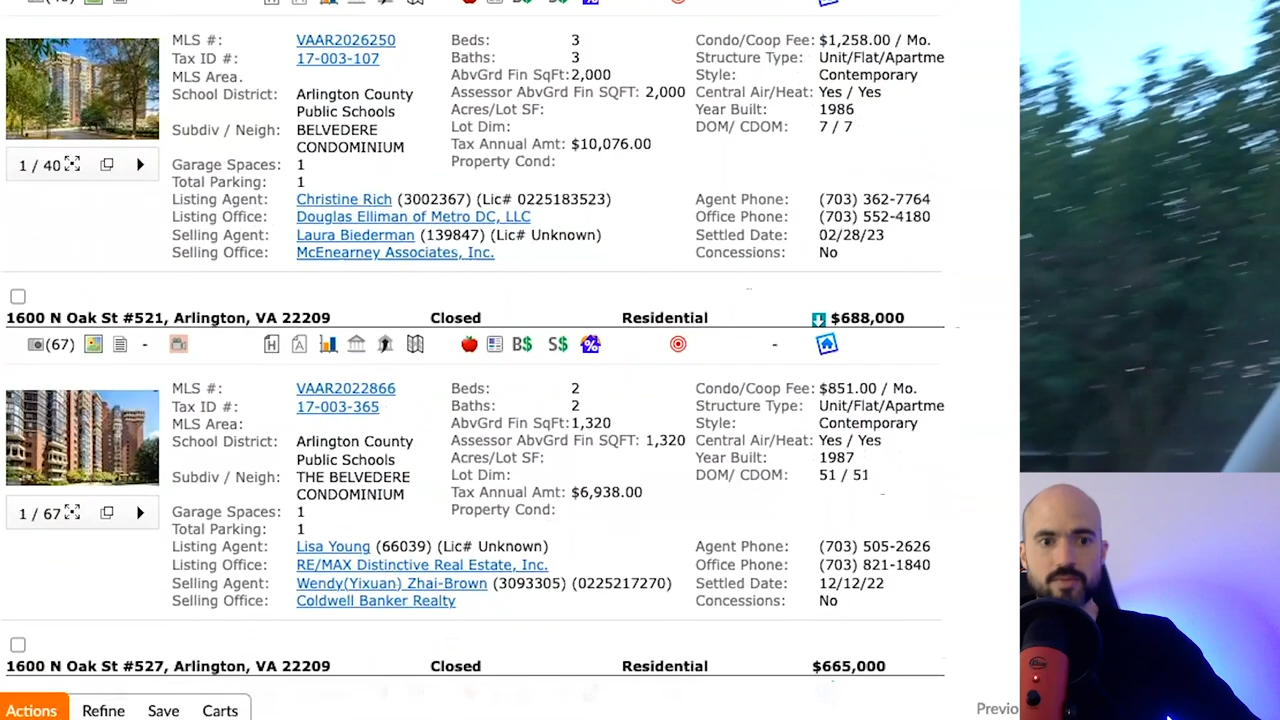 MLS #: VAAR2026250 Beds: 3 Condo/Coop Fee: $1,258.00 / Mo.
Tax ID #: 17-003-107 Baths: 3 Structure Type: Unit/Flat/Apartme
MLS Area: AbvGrd Fin SqFt: 2,000 Style: Contemporary
School District: Arlington County Assessor AbvGrd Fin SQFT: 2,000 Central Air/Heat: Yes / Yes
Public Schools Acres/Lot SF: Year Built: 1986
Subdiv / Neigh: BELVEDERE Lot Dim: DOM/ CDOM: 7 / 7
CONDOMINIUM Tax Annual Amt: $10,076.00
1 / 40 Garage Spaces: 1 Property Cond:
Total Parking: 1
Listing Agent: Christine Rich (3002367) (Lic# 0225183523) Agent Phone: (703) 362-7764
Listing Office: Douglas Elliman of Metro DC, LLC Office Phone: (703) 552-4180
Selling Agent: Laura Biederman (139847) (Lic# Unknown) Settled Date: 02/28/23
Selling Office: McEnearney Associates, Inc. Concessions: No
1600 N Oak St #521, Arlington, VA 22209 Closed Residential $688,000
(67) - H A B$ S$ % -
MLS #: VAAR2022866 Beds: 2 Condo/Coop Fee: $851.00 / Mo.
Tax ID #: 17-003-365 Baths: 2 Structure Type: Unit/Flat/Apartme
MLS Area: AbvGrd Fin SqFt: 1,320 Style: Contemporary
School District: Arlington County Assessor AbvGrd Fin SQFT: 1,320 Central Air/Heat: Yes / Yes
Public Schools Acres/Lot SF: Year Built: 1987
Subdiv / Neigh: THE BELVEDERE Lot Dim: DOM/ CDOM: 51 / 51
CONDOMINIUM Tax Annual Amt: $6,938.00
1 / 67 Garage Spaces: 1 Property Cond:
Total Parking: 1
Listing Agent: Lisa Young (66039) (Lic# Unknown) Agent Phone: (703) 505-2626
Listing Office: RE/MAX Distinctive Real Estate, Inc. Office Phone: (703) 821-1840
Selling Agent: Wendy(Yixuan) Zhai-Brown (3093305) (0225217270) Settled Date: 12/12/22
Selling Office: Coldwell Banker Realty Concessions: No
1600 N Oak St #527, Arlington, VA 22209 Closed Residential $665,000
Actions Refine Save Carts Previo